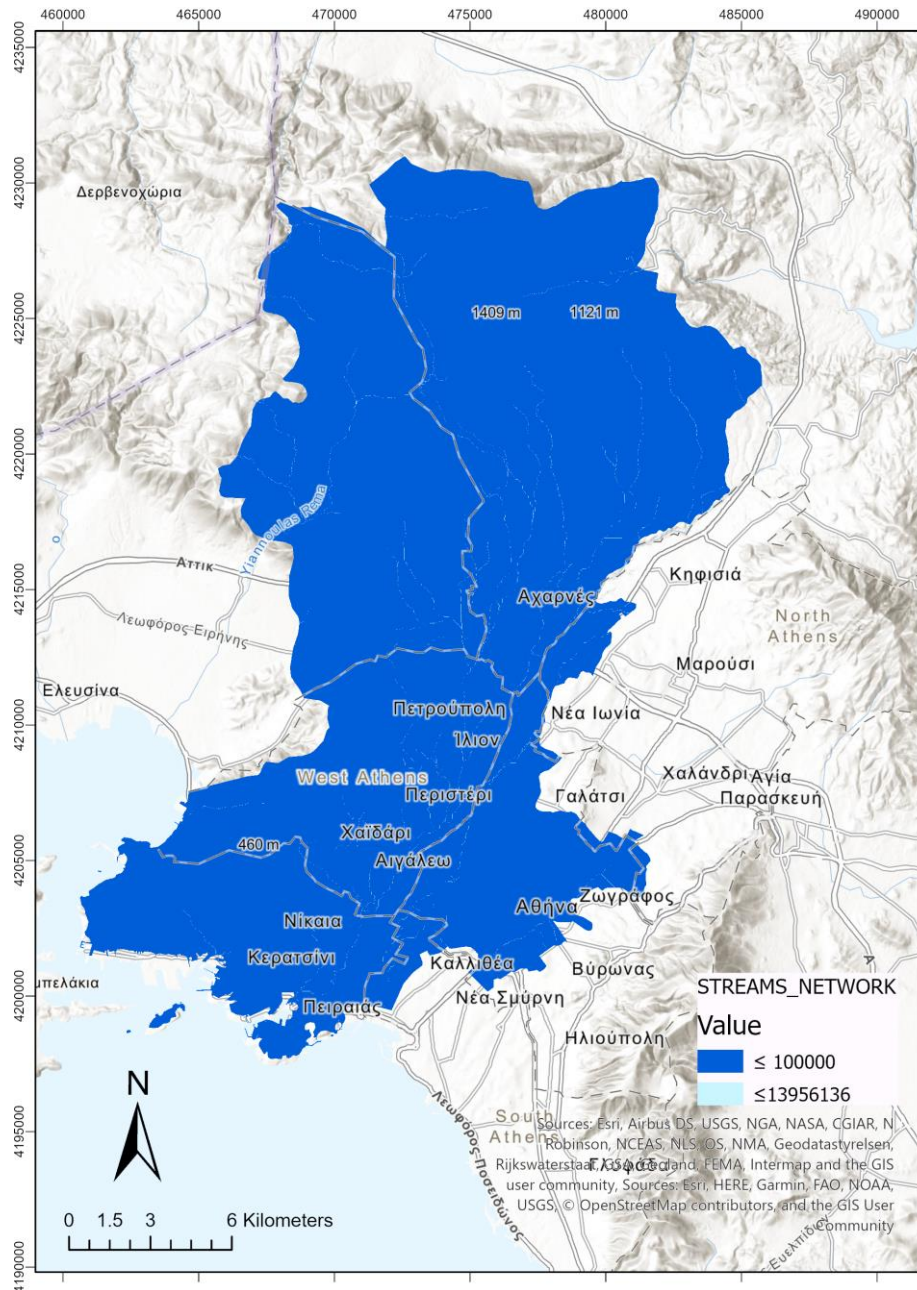 460000 465000 470000 475000 480000 485000 490000
4235000
4230000
4225000
4220000
4215000
4210000
4205000
4200000
4195000
4190000
Δερβενοχώρια
1409 m
1121 m
Yiannoulas Rema
Αττικ
Λεωφόρος Ειρήνης
Ελευσίνα
Αχαρνές
Κηφισιά
North
Athens
Μαρούσι
Πετρούπολη
Νέα Ιωνία
Ίλιον
West Athens
Περιστέρι
Χαλάνδρι
Αγία
Παρασκευή
Γαλάτσι
Χαϊδάρι
460 m
Αιγάλεω
Ζωγράφος
Αθήνα
Νίκαια
Κερατσίνι
Καλλιθέα
Βύρωνας
μπελάκια
Πειραιάς
Νέα Σμύρνη
Ηλιούπολη
Λεωφόρος Ποσειδώνος
South
Athens
Γλυφάδα
STREAMS_NETWORK
Value
≤ 100000
≤13956136
N
0 1.5 3 6 Kilometers
Sources: Esri, Airbus DS, USGS, NGA, NASA, CGIAR, N
Robinson, NCEAS, NLS, OS, NMA, Geodatastyrelsen,
Rijkswaterstaat, GSA, Geoland, FEMA, Intermap and the GIS
user community, Sources: Esri, HERE, Garmin, FAO, NOAA,
USGS, © OpenStreetMap contributors, and the GIS User
Community